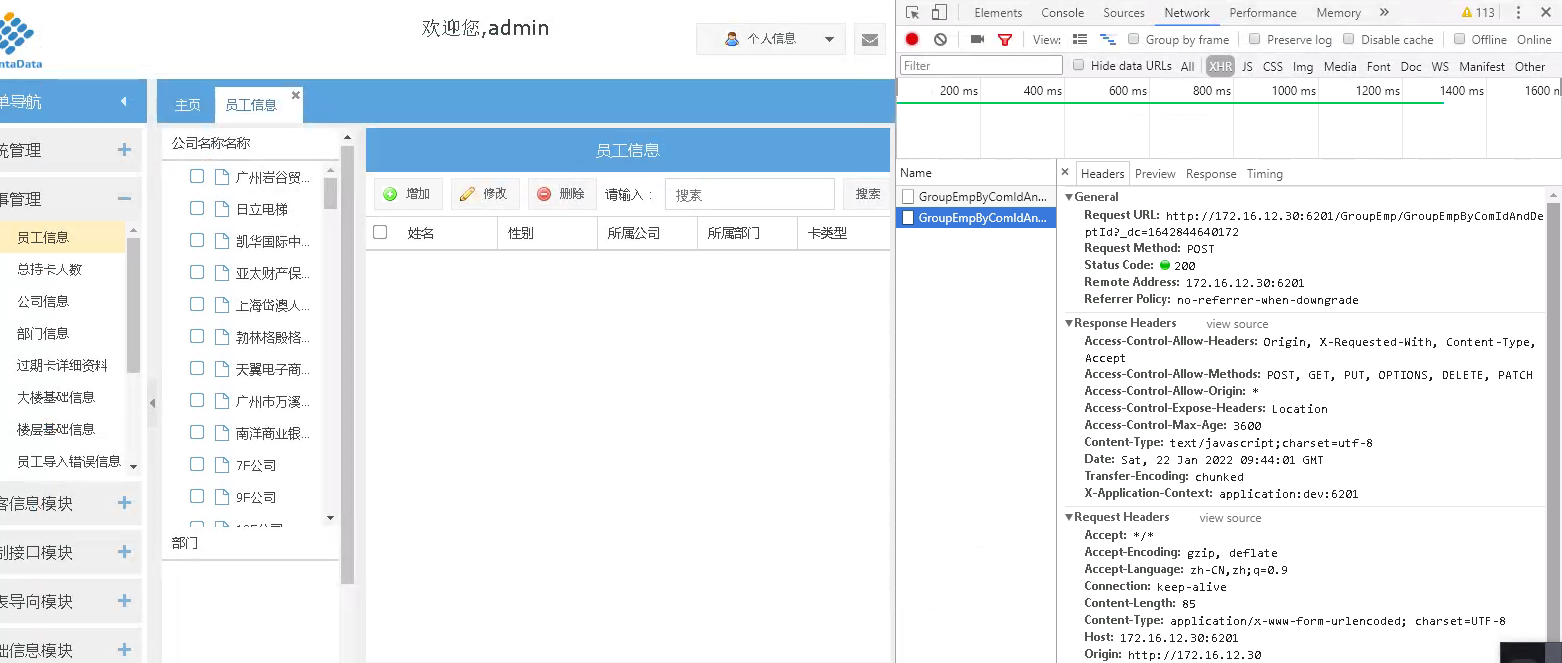 欢迎您,admin
个人信息
ntaData
单导航
主页
员工信息
统管理
事管理
员工信息
总持卡人数
公司信息
部门信息
过期卡详细资料
大楼基础信息
楼层基础信息
员工导入错误信息
客信息模块
制接口模块
表导向模块
础信息模块
公司名称名称
广州岩谷贸...
日立电梯
凯华国际中...
亚太财产保...
上海岱澳人...
勃林格殷格...
天翼电子商...
广州市万溪...
南洋商业银...
7F公司
9F公司
部门
员工信息
增加 修改 删除 请输入: 搜索 搜索
姓名 性别 所属公司 所属部门 卡类型
Elements Console Sources Network Performance Memory » 113
View: Group by frame Preserve log Disable cache Offline Online
Filter Hide data URLs All XHR JS CSS Img Media Font Doc WS Manifest Other
200 ms 400 ms 600 ms 800 ms 1000 ms 1200 ms 1400 ms 1600 n
Name
GroupEmpByComIdAn...
GroupEmpByComIdAn...
× Headers Preview Response Timing
▼General
Request URL: http://172.16.12.30:6201/GroupEmp/GroupEmpByComIdAndDe
ptId?_dc=1642844640172
Request Method: POST
Status Code: 200
Remote Address: 172.16.12.30:6201
Referrer Policy: no-referrer-when-downgrade
▼Response Headers view source
Access-Control-Allow-Headers: Origin, X-Requested-With, Content-Type,
Accept
Access-Control-Allow-Methods: POST, GET, PUT, OPTIONS, DELETE, PATCH
Access-Control-Allow-Origin: *
Access-Control-Expose-Headers: Location
Access-Control-Max-Age: 3600
Content-Type: text/javascript;charset=utf-8
Date: Sat, 22 Jan 2022 09:44:01 GMT
Transfer-Encoding: chunked
X-Application-Context: application:dev:6201
▼Request Headers view source
Accept: */*
Accept-Encoding: gzip, deflate
Accept-Language: zh-CN,zh;q=0.9
Connection: keep-alive
Content-Length: 85
Content-Type: application/x-www-form-urlencoded; charset=UTF-8
Host: 172.16.12.30:6201
Origin: http://172.16.12.30